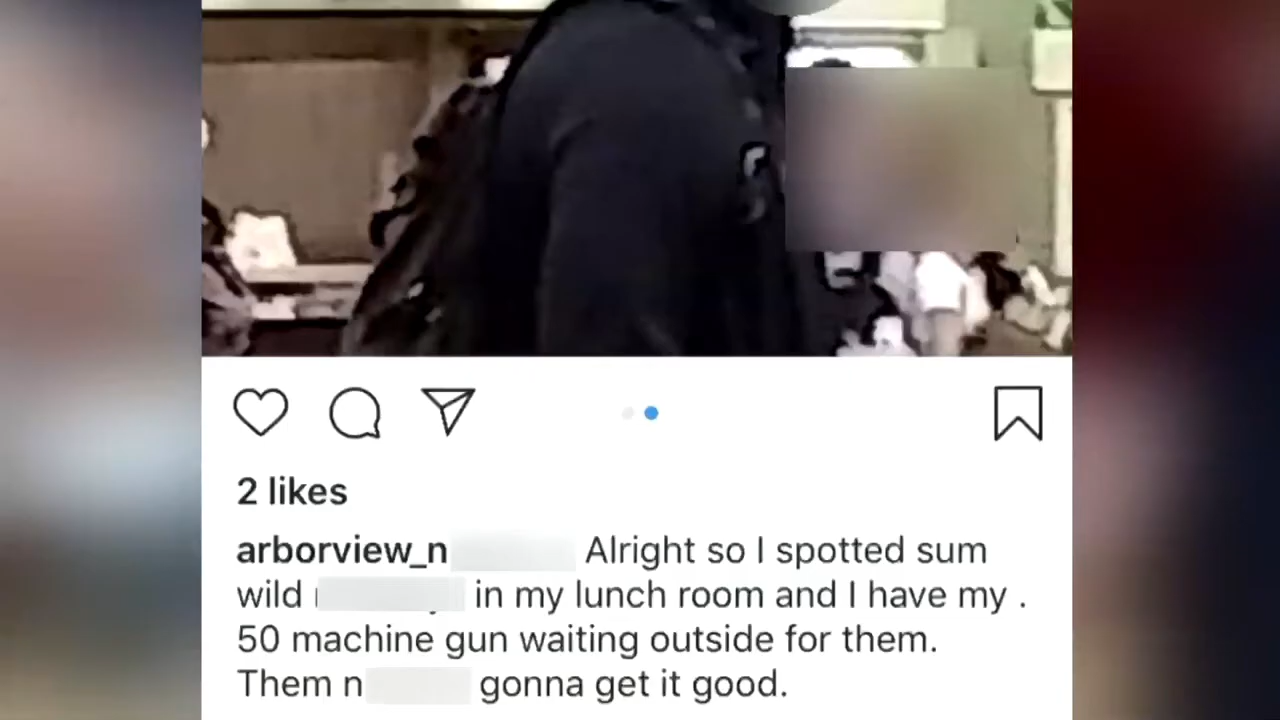 2 likes
arborview_n Alright so I spotted sum
wild in my lunch room and I have my .
50 machine gun waiting outside for them.
Them n gonna get it good.